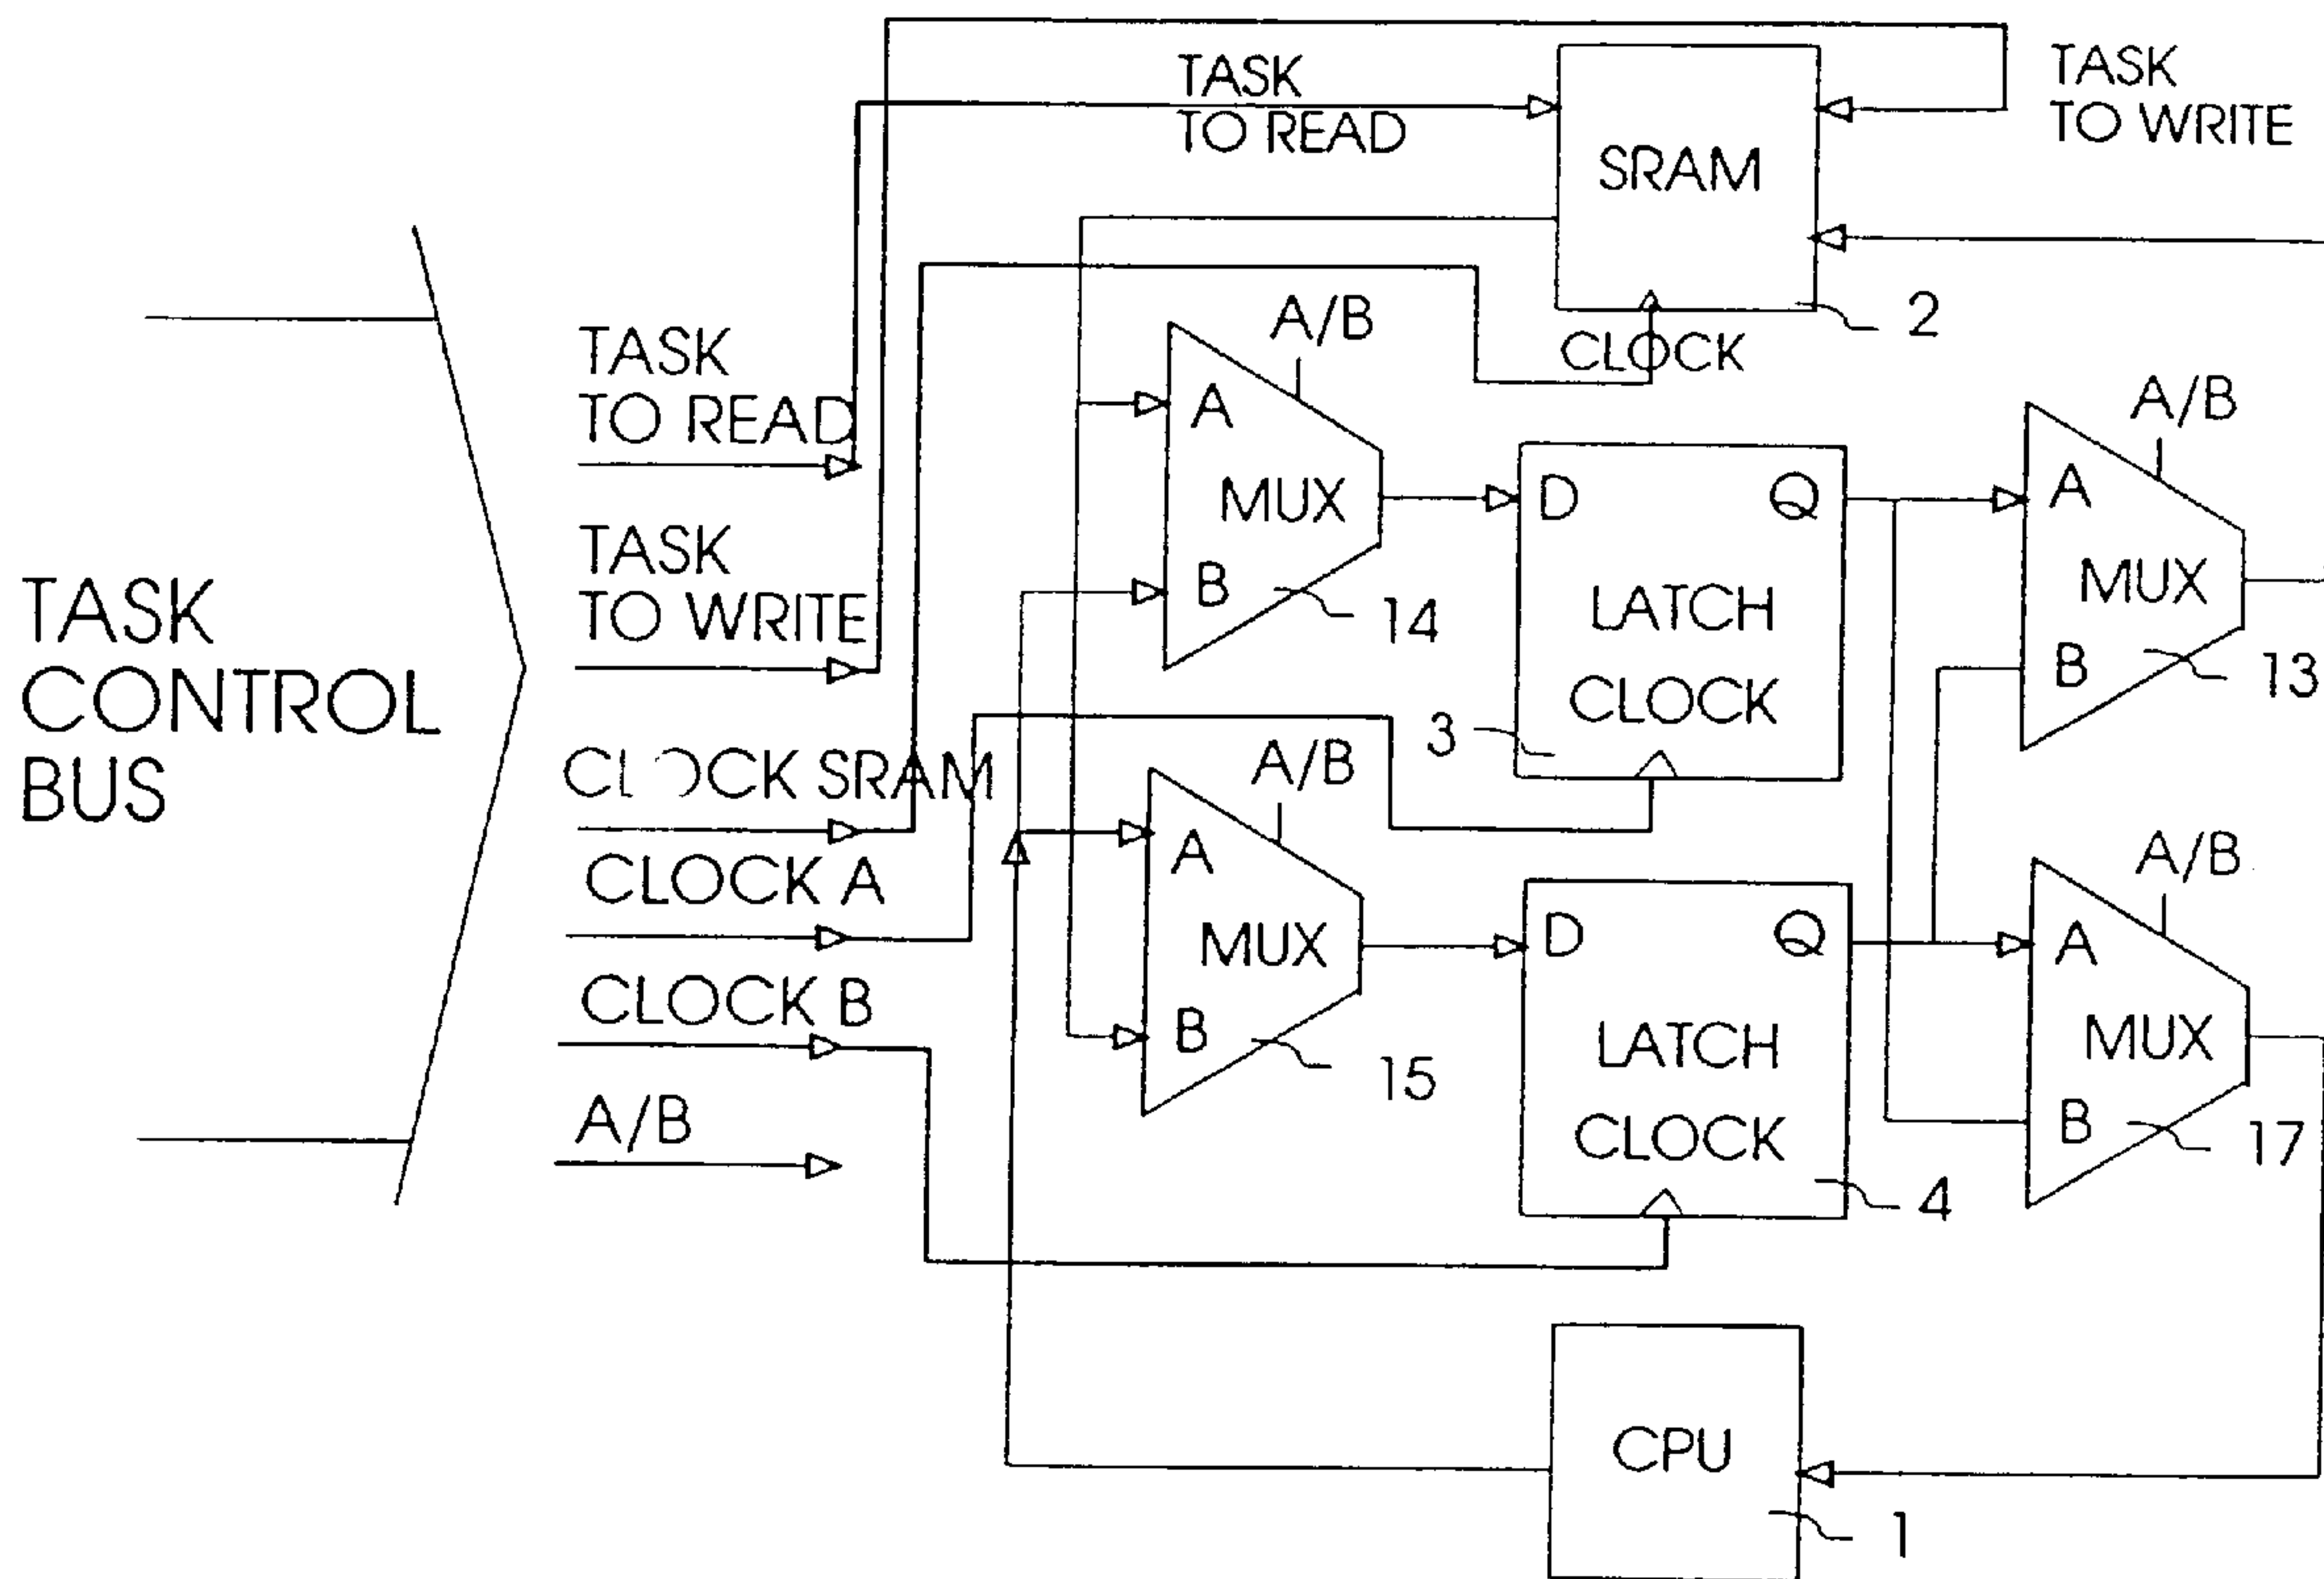 TASK
CONTROL
BUS
TASK
TO READ
TASK
TO WRITE
CLOCK SRAM
CLOCK A
CLOCK B
A/B
TASK
TO READ
SRAM
CLOCK
2
TASK
TO WRITE
A/B
A
MUX
B
14
D
Q
LATCH
CLOCK
3
A/B
A
MUX
B
13
A/B
A
MUX
B
15
D
Q
LATCH
CLOCK
4
A/B
A
MUX
B
17
CPU
1